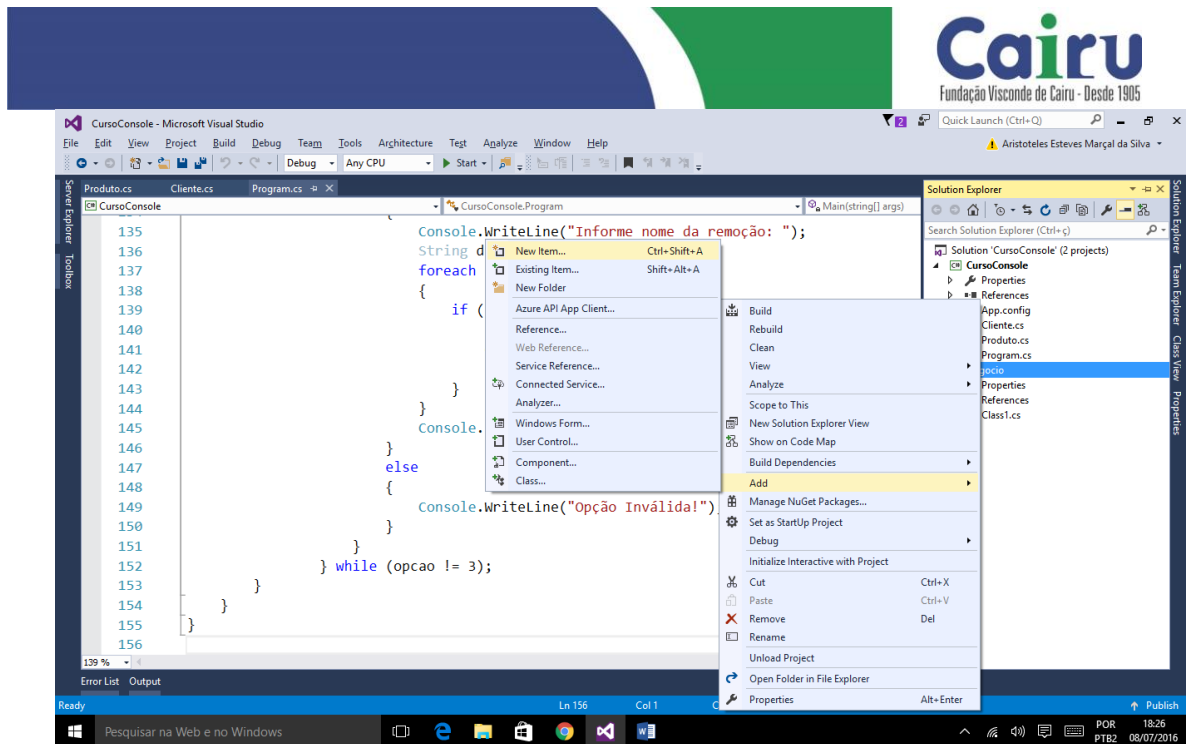 Cairu
Fundação Visconde de Cairu - Desde 1905
CursoConsole - Microsoft Visual Studio
2
Quick Launch (Ctrl+Q)
File Edit View Project Build Debug Team Tools Architecture Test Analyze Window Help
Aristoteles Esteves Marçal da Silva
Debug Any CPU Start
Server Explorer
Toolbox
Produto.cs Cliente.cs Program.cs
CursoConsole CursoConsole.Program Main(string[] args)
135 Console.WriteLine("Informe nome da remoção: ");
136 String d
137 foreach
138 {
139 if (
140
141
142
143 }
144 }
145 Console.
146 }
147 else
148 {
149 Console.WriteLine("Opção Inválida!")
150 }
151 }
152 } while (opcao != 3);
153 }
154 }
155 }
156
139 %
New Item... Ctrl+Shift+A
Existing Item... Shift+Alt+A
New Folder
Azure API App Client...
Reference...
Web Reference...
Service Reference...
Connected Service...
Analyzer...
Windows Form...
User Control...
Component...
Class...
Build
Rebuild
Clean
View
Analyze
Scope to This
New Solution Explorer View
Show on Code Map
Build Dependencies
Add
Manage NuGet Packages...
Set as StartUp Project
Debug
Initialize Interactive with Project
Cut Ctrl+X
Paste Ctrl+V
Remove Del
Rename
Unload Project
Open Folder in File Explorer
Properties Alt+Enter
Solution Explorer
Search Solution Explorer (Ctrl+ç)
Solution 'CursoConsole' (2 projects)
CursoConsole
Properties
References
App.config
Cliente.cs
Produto.cs
Program.cs
gocio
Properties
References
Class1.cs
Solution Explorer
Team Explorer
Class View
Properties
Error List Output
Ready Ln 156 Col 1 C Publish
Pesquisar na Web e no Windows
POR
PTB2
18:26
08/07/2016